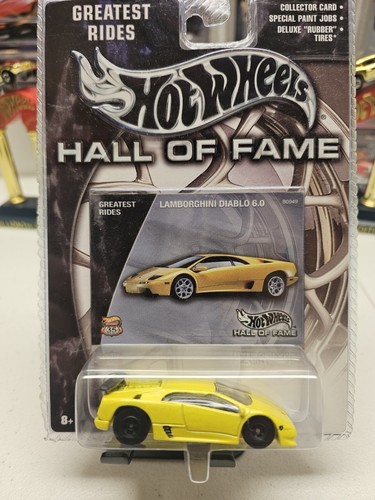 GREATEST
RIDES
COLLECTOR CARD •
SPECIAL PAINT JOBS •
DELUXE "RUBBER" •
TIRES*
Hot Wheels®
HALL OF FAME
GREATEST
RIDES
LAMBORGHINI DIABLO 6.0
Hot Wheels
HALL OF FAME
35
8+